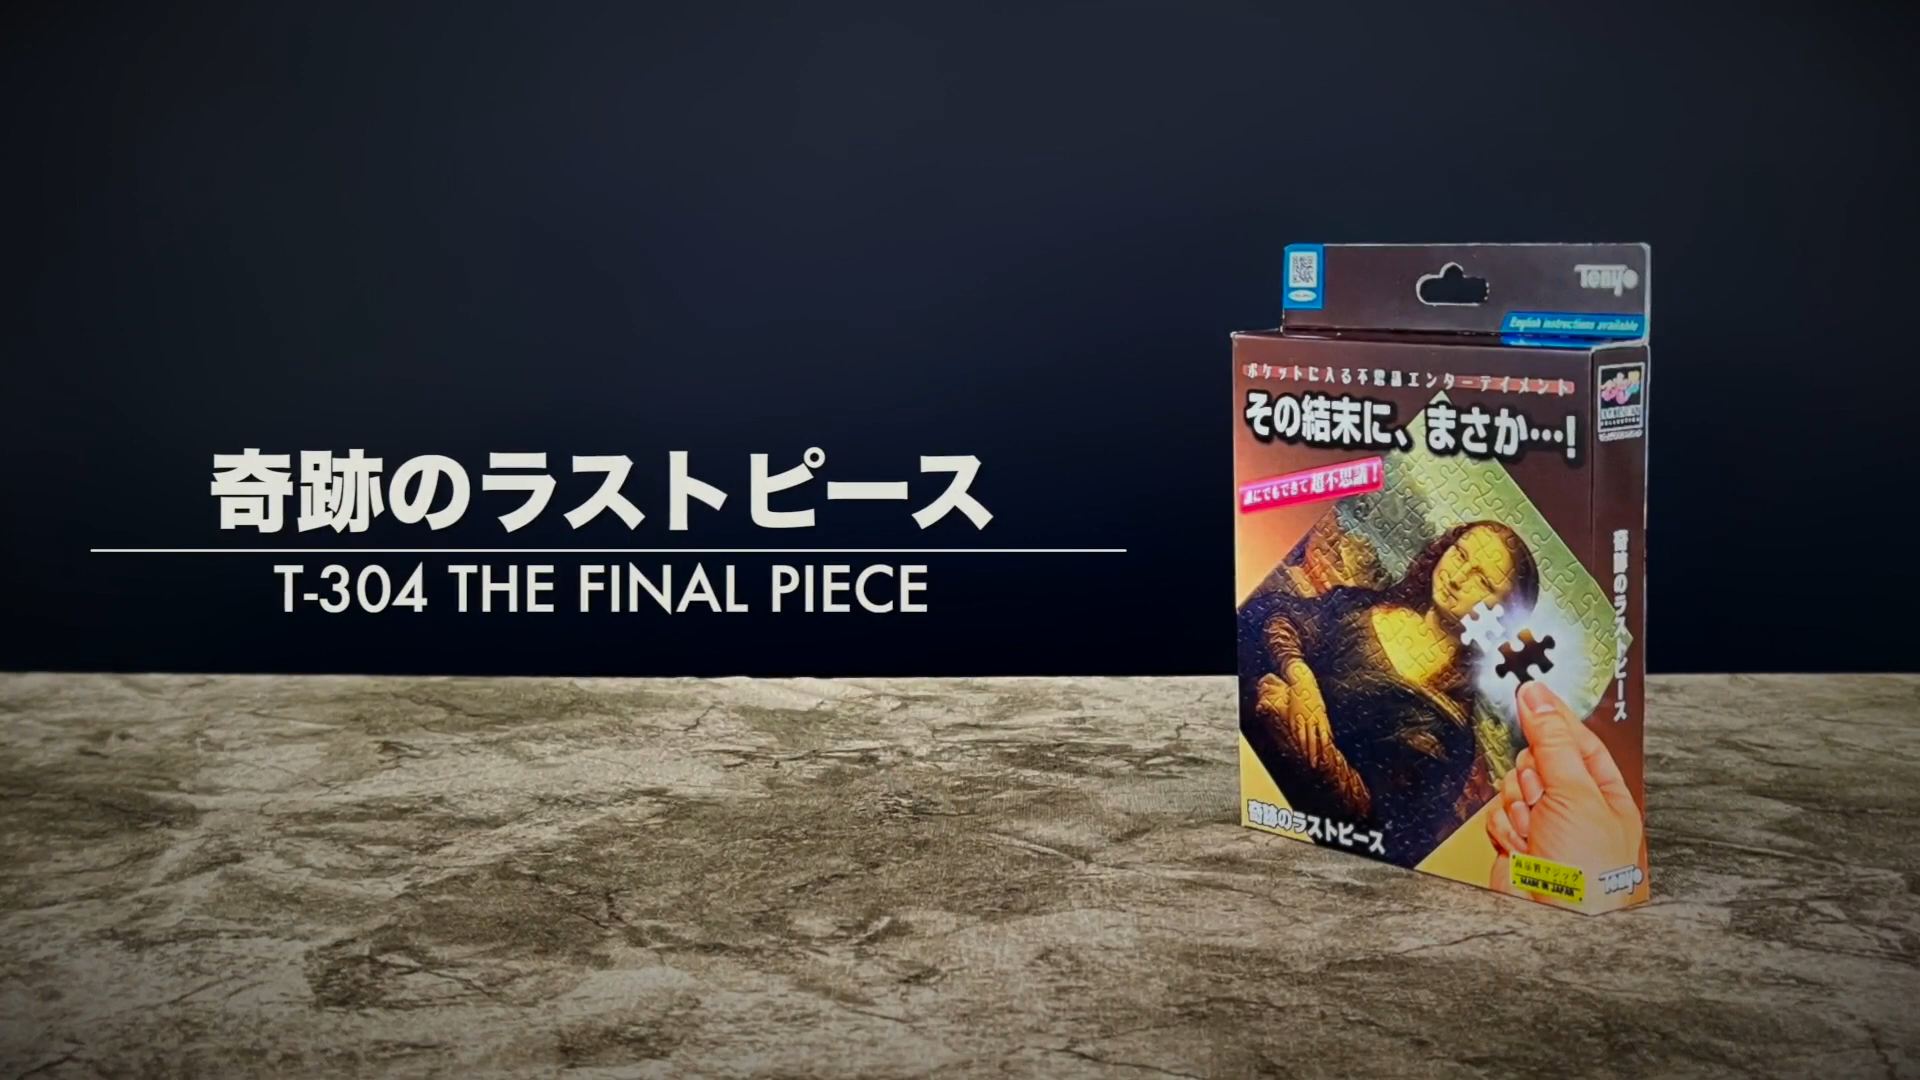 奇跡のラストピース
T-304 THE FINAL PIECE
Tenyo
English instructions available
ポケットに入る不思議エンターテイメント
その結末に、まさか…!
誰にでもできて超不思議!
奇跡のラストピース
奇跡のラストピース
MADE IN JAPAN
Tenyo